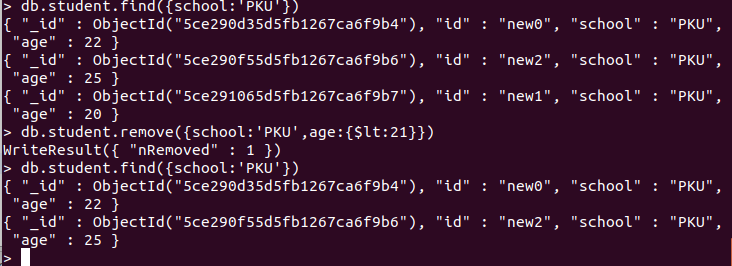 > db.student.find({school:'PKU'})
{ "_id" : ObjectId("5ce290d35d5fb1267ca6f9b4"), "id" : "new0", "school" : "PKU",
 "age" : 22 }
{ "_id" : ObjectId("5ce290f55d5fb1267ca6f9b6"), "id" : "new2", "school" : "PKU",
 "age" : 25 }
{ "_id" : ObjectId("5ce291065d5fb1267ca6f9b7"), "id" : "new1", "school" : "PKU",
 "age" : 20 }
> db.student.remove({school:'PKU',age:{$lt:21}})
WriteResult({ "nRemoved" : 1 })
> db.student.find({school:'PKU'})
{ "_id" : ObjectId("5ce290d35d5fb1267ca6f9b4"), "id" : "new0", "school" : "PKU",
 "age" : 22 }
{ "_id" : ObjectId("5ce290f55d5fb1267ca6f9b6"), "id" : "new2", "school" : "PKU",
 "age" : 25 }
>